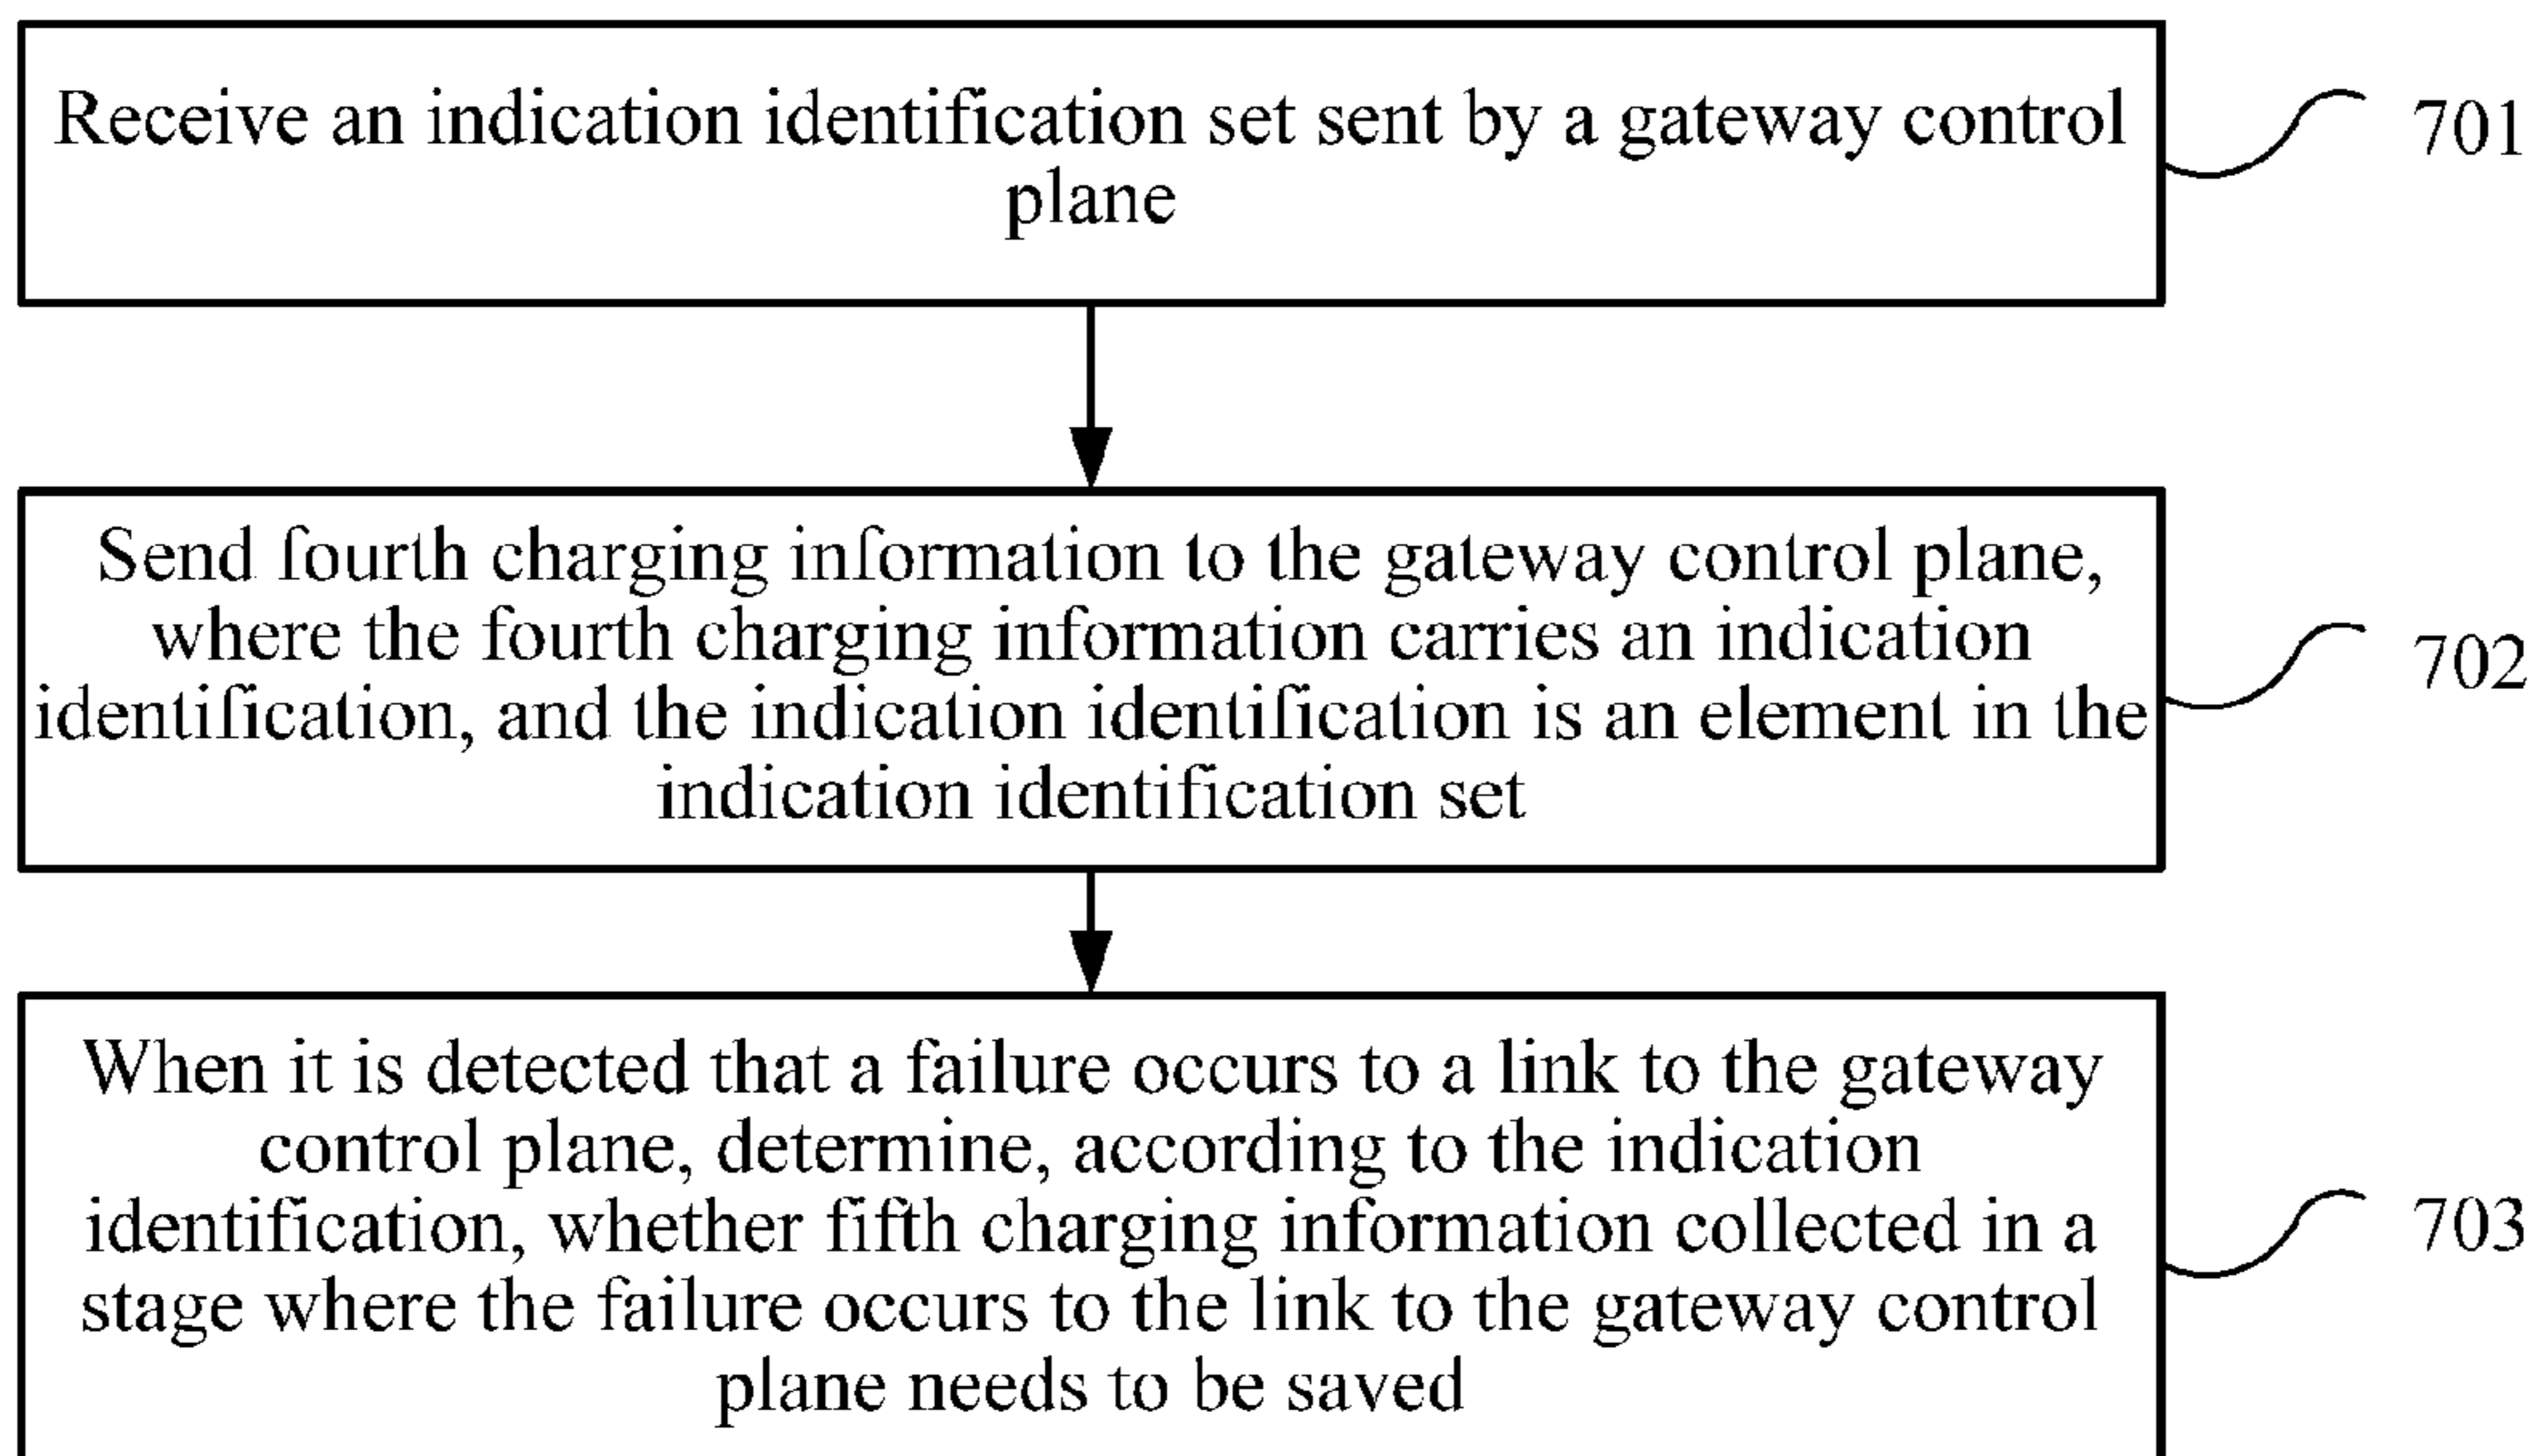 Receive an indication identification set sent by a gateway control
plane
701
Send fourth charging information to the gateway control plane,
where the fourth charging information carries an indication
identification, and the indication identification is an element in the
indication identification set
702
When it is detected that a failure occurs to a link to the gateway
control plane, determine, according to the indication
identification, whether fifth charging information collected in a
stage where the failure occurs to the link to the gateway control
plane needs to be saved
703